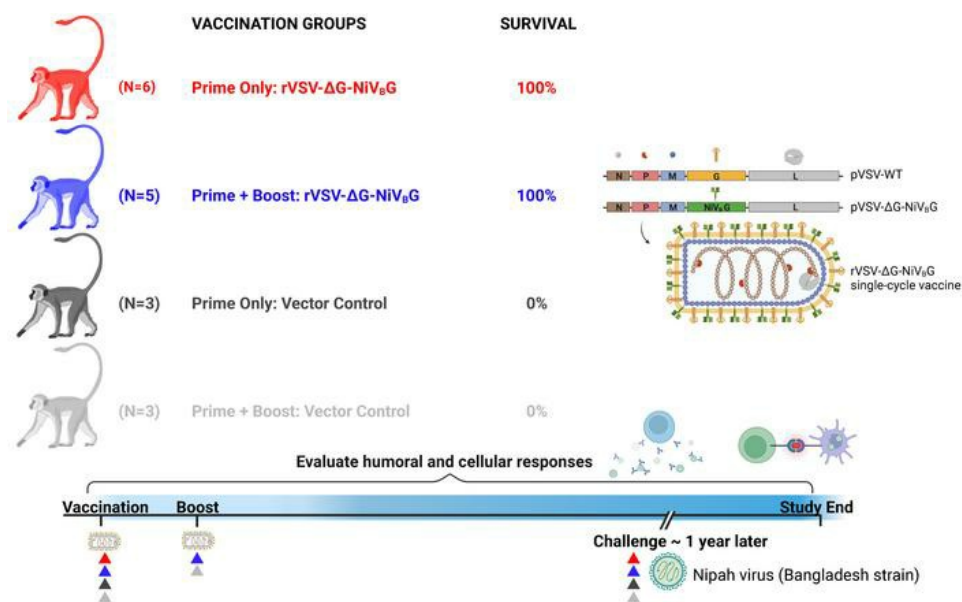 VACCINATION GROUPS SURVIVAL
(N=6) Prime Only: rVSV-ΔG-NiVBG 100%
(N=5) Prime + Boost: rVSV-ΔG-NiVBG 100%
(N=3) Prime Only: Vector Control 0%
(N=3) Prime + Boost: Vector Control 0%
N P M G L pVSV-WT
N P M NiVBG L pVSV-ΔG-NiVBG
rVSV-ΔG-NiVBG
single-cycle vaccine
Evaluate humoral and cellular responses
Vaccination Boost Study End
Challenge ~ 1 year later
Nipah virus (Bangladesh strain)